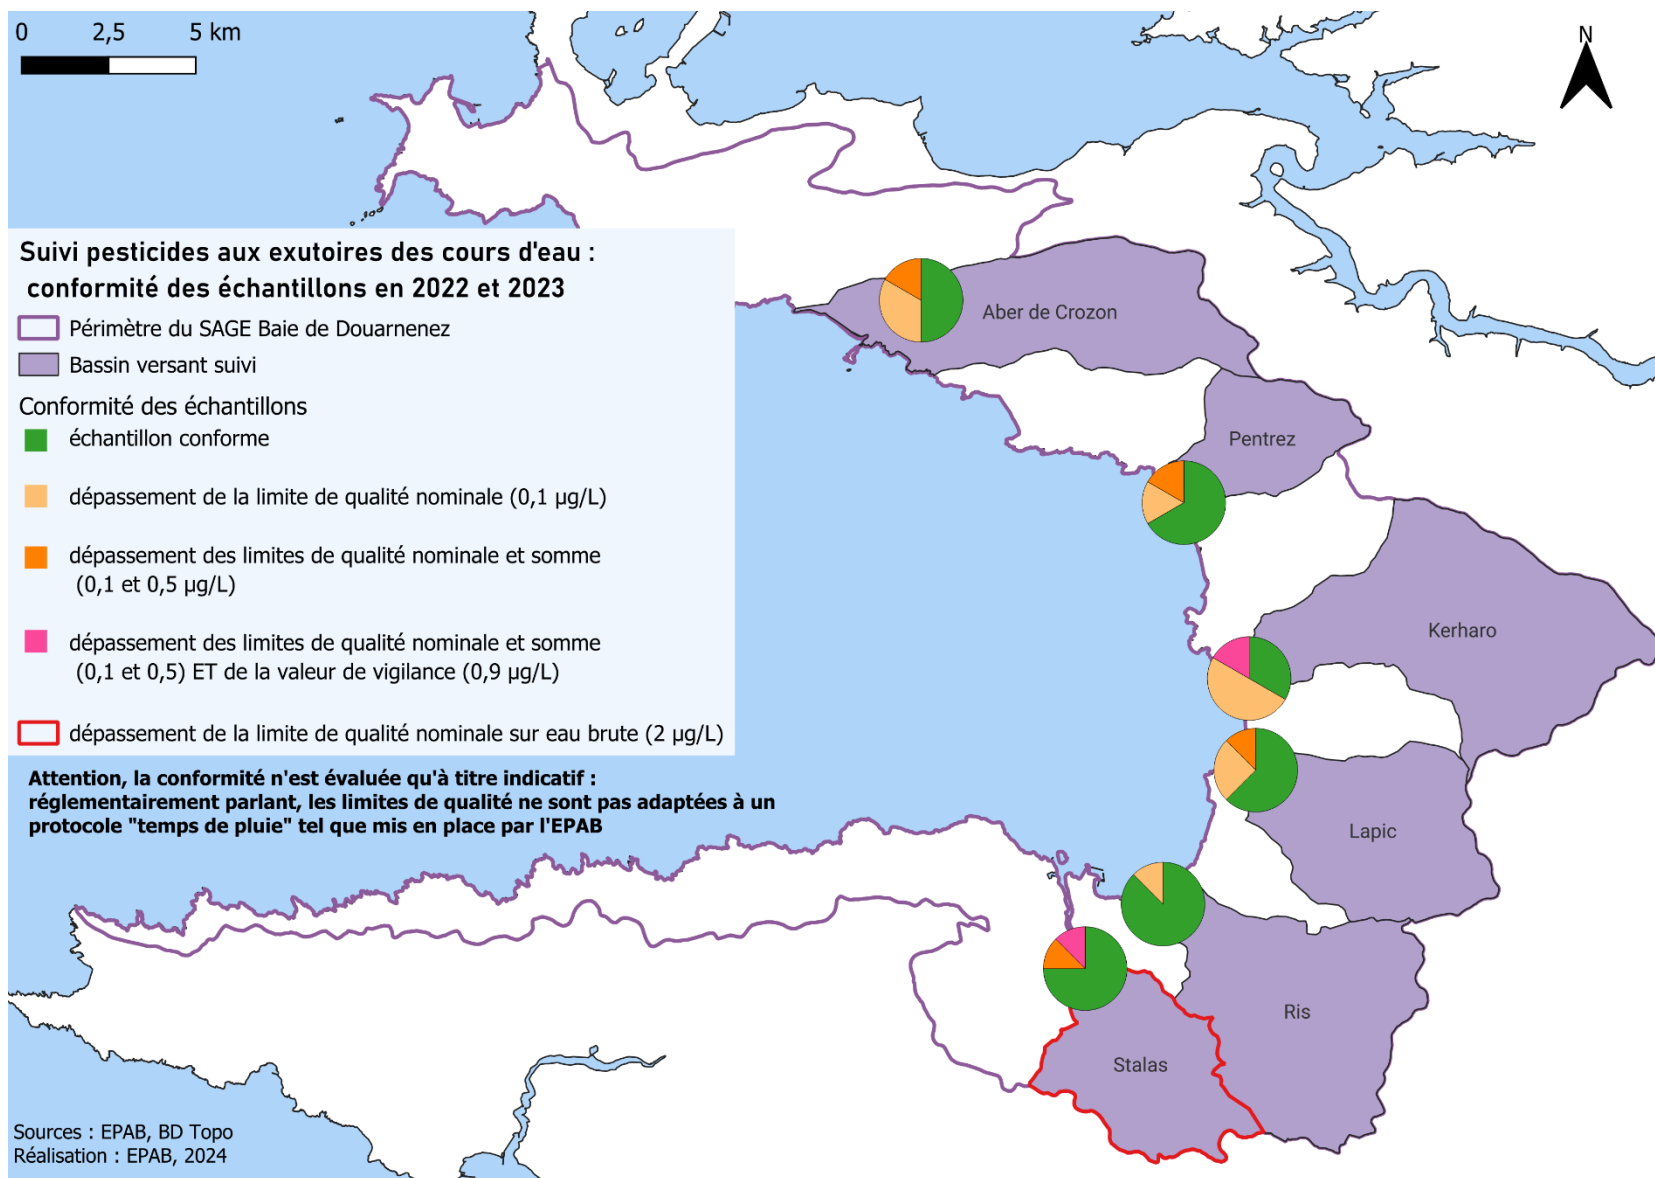 0 2,5 5 km
N
Suivi pesticides aux exutoires des cours d'eau :
conformité des échantillons en 2022 et 2023
Périmètre du SAGE Baie de Douarnenez
Bassin versant suivi
Conformité des échantillons
échantillon conforme
dépassement de la limite de qualité nominale (0,1 µg/L)
dépassement des limites de qualité nominale et somme
(0,1 et 0,5 µg/L)
dépassement des limites de qualité nominale et somme
(0,1 et 0,5) ET de la valeur de vigilance (0,9 µg/L)
dépassement de la limite de qualité nominale sur eau brute (2 µg/L)
Attention, la conformité n'est évaluée qu'à titre indicatif :
réglementairement parlant, les limites de qualité ne sont pas adaptées à un
protocole "temps de pluie" tel que mis en place par l'EPAB
Aber de Crozon
Pentrez
Kerharo
Lapic
Ris
Stalas
Sources : EPAB, BD Topo
Réalisation : EPAB, 2024